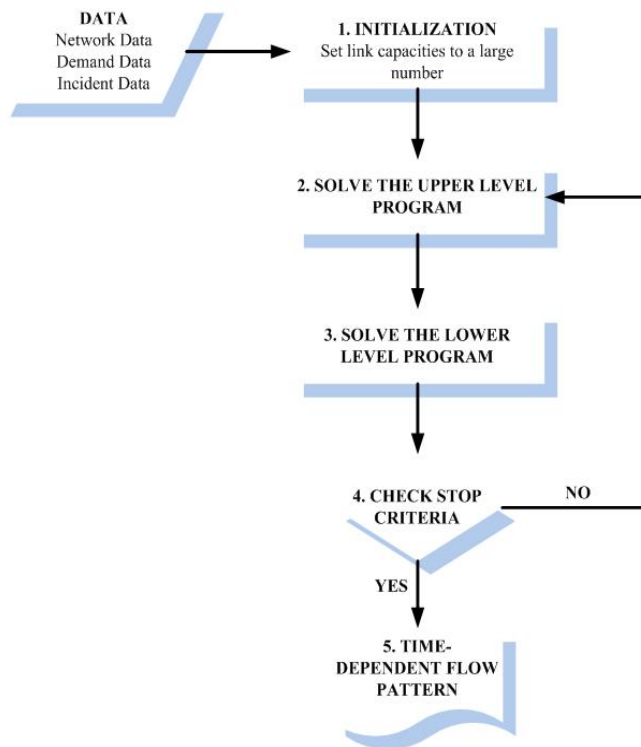 DATA
Network Data
Demand Data
Incident Data
1. INITIALIZATION
Set link capacities to a large
number
2. SOLVE THE UPPER LEVEL
PROGRAM
3. SOLVE THE LOWER
LEVEL PROGRAM
4. CHECK STOP
CRITERIA
NO
YES
5. TIME-
DEPENDENT FLOW
PATTERN